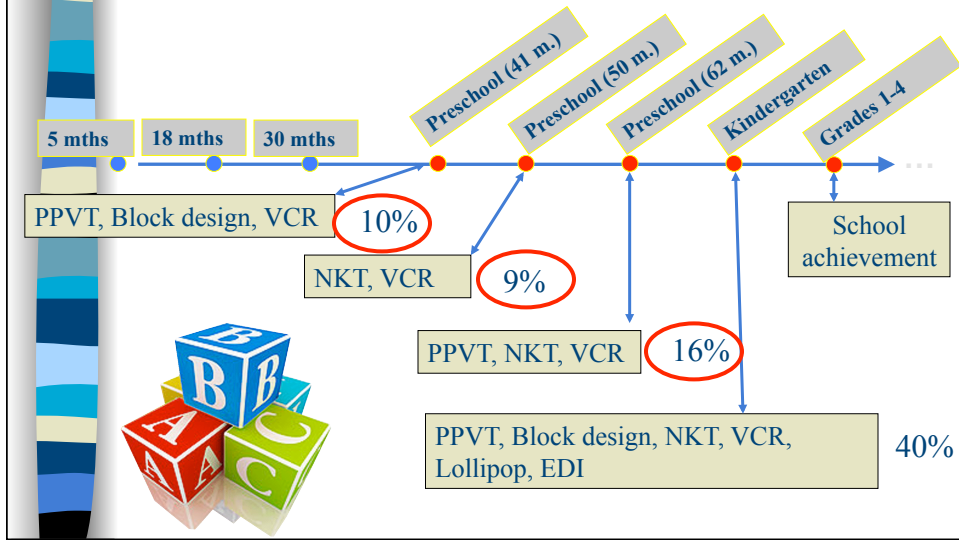 5 mths
18 mths
30 mths
Preschool (41 m.)
Preschool (50 m.)
Preschool (62 m.)
Kindergarten
Grades 1-4
...
PPVT, Block design, VCR
10%
NKT, VCR
9%
School
achievement
PPVT, NKT, VCR
16%
PPVT, Block design, NKT, VCR,
Lollipop, EDI
40%
B
B
B
C
A
A
A
C
C